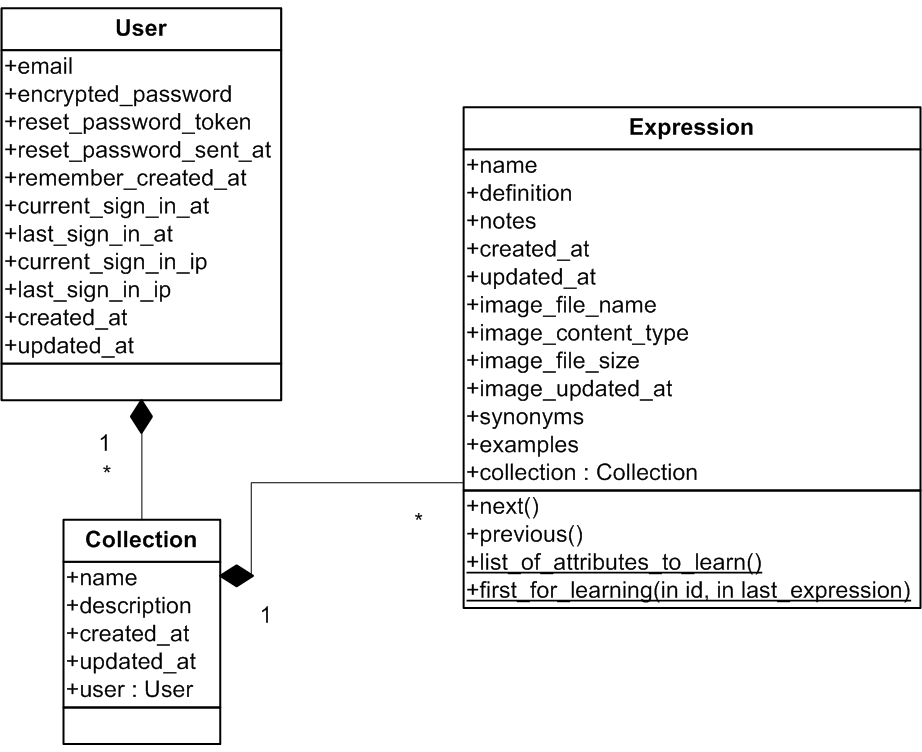 User
+email
+encrypted_password
+reset_password_token
+reset_password_sent_at
+remember_created_at
+current_sign_in_at
+last_sign_in_at
+current_sign_in_ip
+last_sign_in_ip
+created_at
+updated_at
1
*
Collection
+name
+description
+created_at
+updated_at
+user : User
1
*
Expression
+name
+definition
+notes
+created_at
+updated_at
+image_file_name
+image_content_type
+image_file_size
+image_updated_at
+synonyms
+examples
+collection : Collection
+next()
+previous()
+list_of_attributes_to_learn()
+first_for_learning(in id, in last_expression)